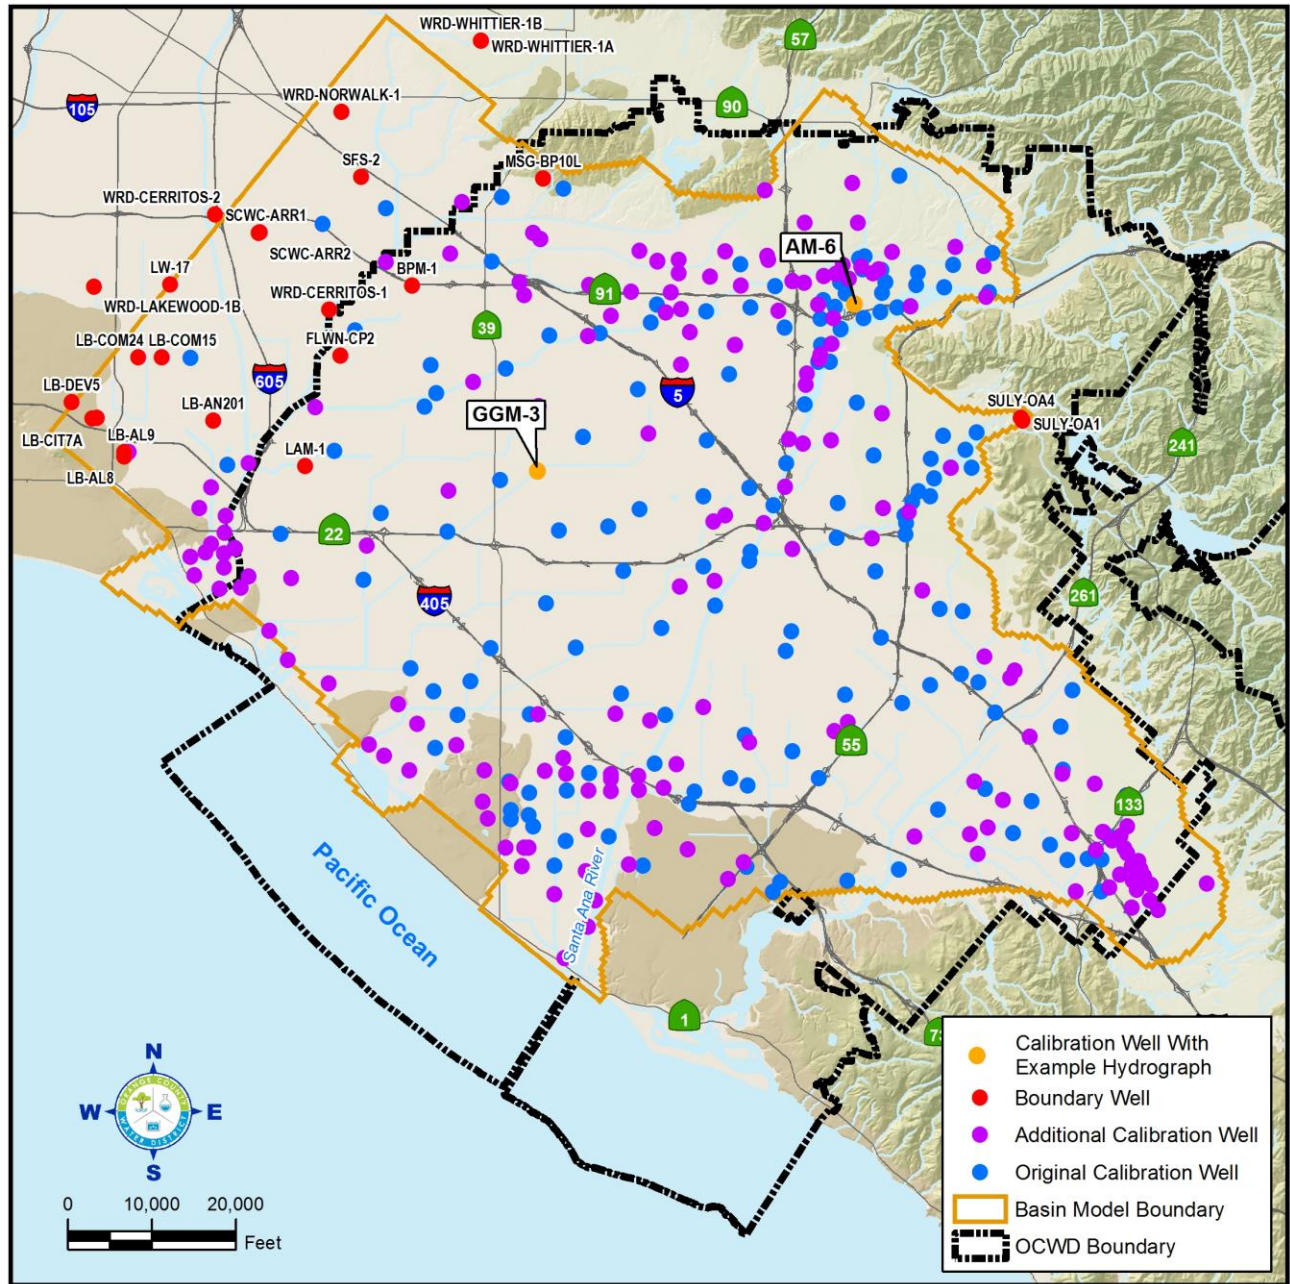 WRD-WHITTIER-1B
WRD-WHITTIER-1A
57
105
WRD-NORWALK-1
90
SFS-2
MSG-BP10L
WRD-CERRITOS-2
SCWC-ARR1
SCWC-ARR2
AM-6
LW-17
BPM-1
WRD-LAKEWOOD-1B
WRD-CERRITOS-1
91
39
LB-COM24
LB-COM15
FLWN-CP2
605
5
LB-DEV5
LB-AN201
GGM-3
SULY-OA4
SULY-OA1
LB-CIT7A
LB-AL9
241
LB-AL8
LAM-1
22
405
261
55
133
Pacific Ocean
Santa Ana River
1
73
N
W
E
S
ORANGE COUNTY
WATER DISTRICT
0
10,000
20,000
Feet
Calibration Well With
Example Hydrograph
Boundary Well
Additional Calibration Well
Original Calibration Well
Basin Model Boundary
OCWD Boundary